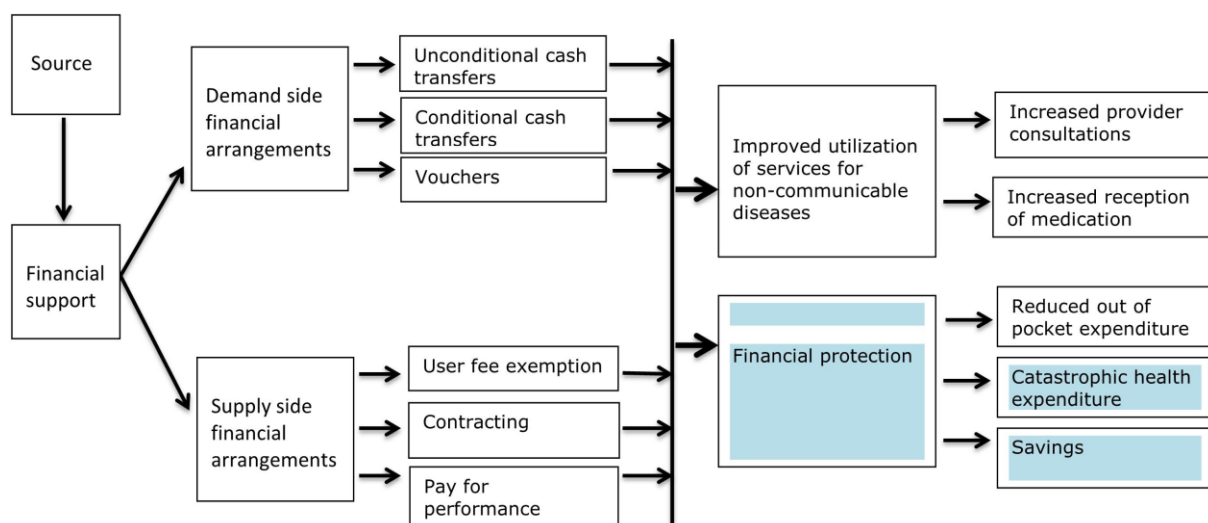 Source
Financial
support
Demand side
financial
arrangements
Supply side
financial
arrangements
Unconditional cash
transfers
Conditional cash
transfers
Vouchers
User fee exemption
Contracting
Pay for
performance
Improved utilization
of services for
non-communicable
diseases
Financial protection
Increased provider
consultations
Increased reception
of medication
Reduced out of
pocket expenditure
Catastrophic health
expenditure
Savings